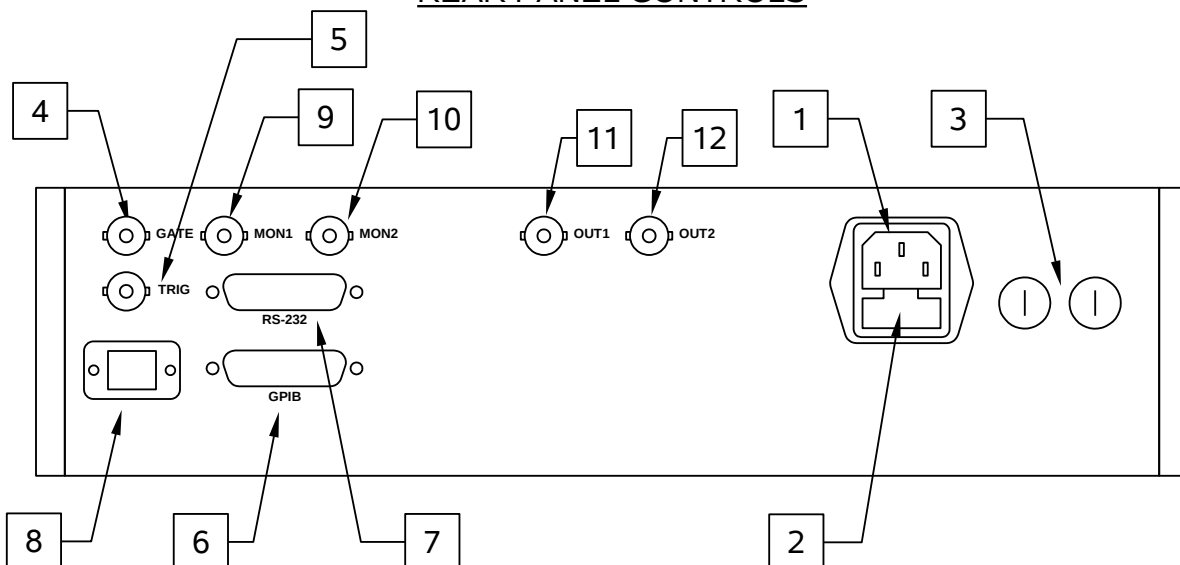 REAR PANEL CONTROLS
5
4
9
10
11
12
1
3
GATE
MON1
MON2
OUT1
OUT2
TRIG
RS-232
GPIB
8
6
7
2